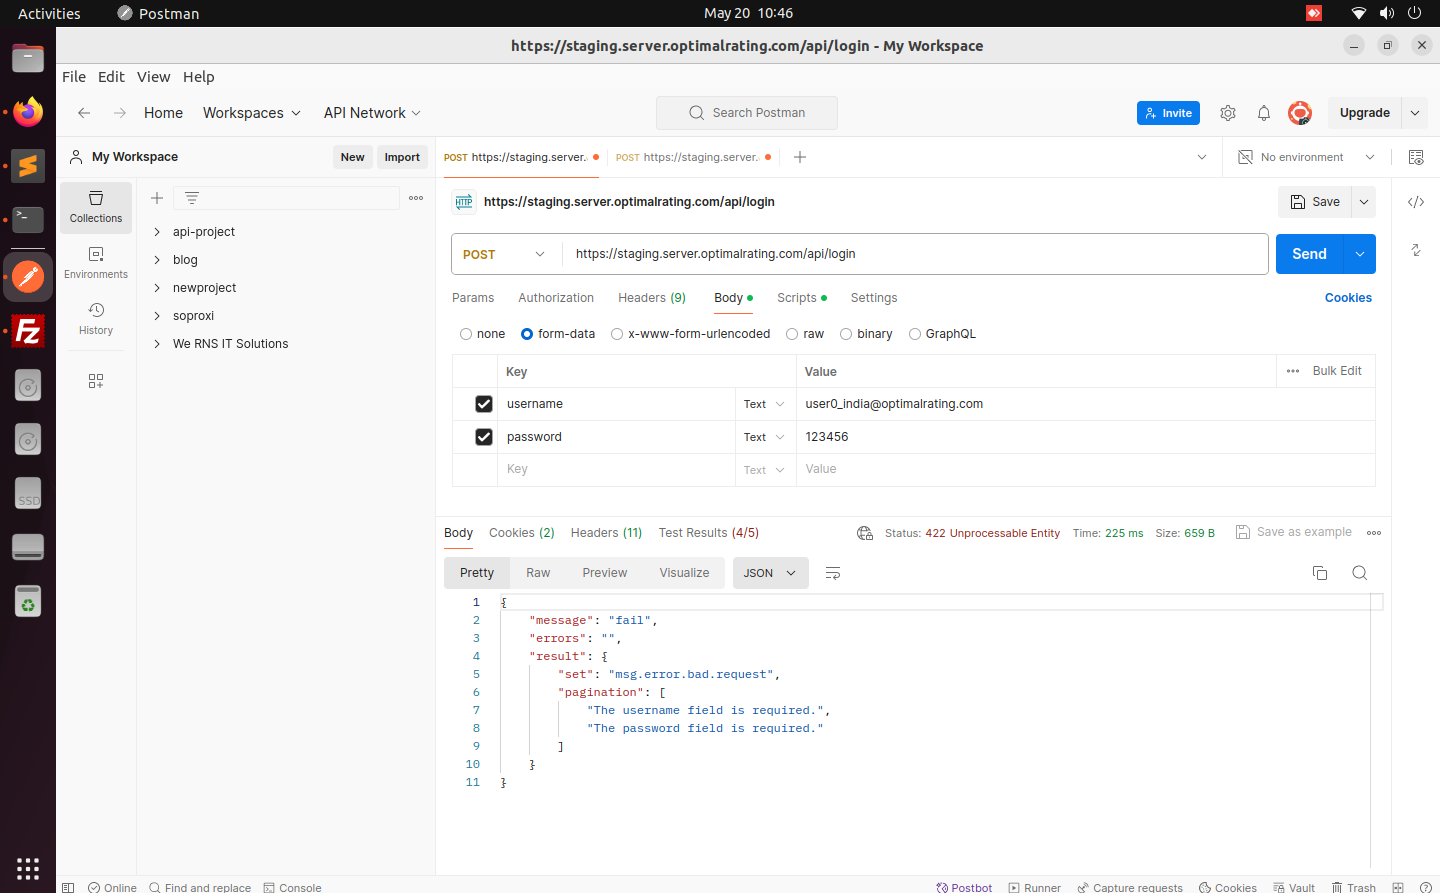 Activities Postman May 20 10:46
https://staging.server.optimalrating.com/api/login - My Workspace
File Edit View Help
Home Workspaces API Network Search Postman Invite Upgrade
My Workspace New Import POST https://staging.server. POST https://staging.server. No environment
Collections
Environments
History
api-project
blog
newproject
soproxi
We RNS IT Solutions
HTTP https://staging.server.optimalrating.com/api/login Save
POST https://staging.server.optimalrating.com/api/login Send
Params Authorization Headers (9) Body Scripts Settings Cookies
none form-data x-www-form-urlencoded raw binary GraphQL
Key Value Bulk Edit
username Text user0_india@optimalrating.com
password Text 123456
Key Text Value
Body Cookies (2) Headers (11) Test Results (4/5) Status: 422 Unprocessable Entity Time: 225 ms Size: 659 B Save as example
Pretty Raw Preview Visualize JSON
1 {
2 "message": "fail",
3 "errors": "",
4 "result": {
5 "set": "msg.error.bad.request",
6 "pagination": [
7 "The username field is required.",
8 "The password field is required."
9 ]
10 }
11 }
SSD
Online Find and replace Console Postbot Runner Capture requests Cookies Vault Trash